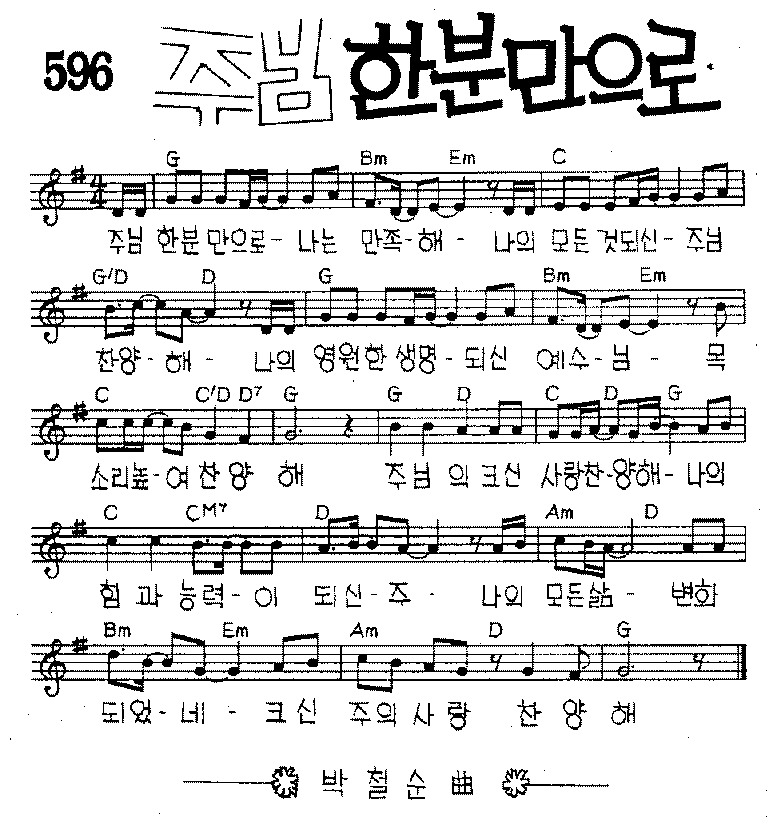 596 주님 한분만으로
G Bm Em C
주님 한분 만으로- 나는 만족-해 - 나의 모든 것되신-주님
G/D D G Bm Em
찬양-해- 나의 영원한 생명-되신 예수-님 - 목
C C/D D7 G G D C D G
소리높-여 찬양 해 주님 의 크신 사랑찬-양해-나의
C CM7 D Am D
힘 과 능력-이 되신-주- 나의 모든삶- 변화
Bm Em Am D G
되었-네 - 크신 주의 사 랑 찬 양 해
박 철 순 曲